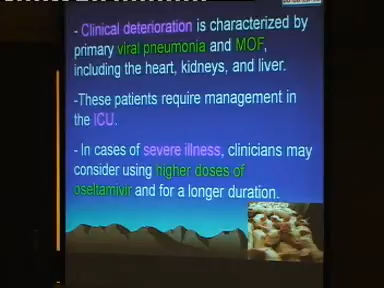 - Clinical deterioration is characterized by
primary viral pneumonia and MOF,
including the heart, kidneys, and liver.
-These patients require management in
the ICU.
- In cases of severe illness, clinicians may
consider using higher doses of
oseltamivir and for a longer duration.